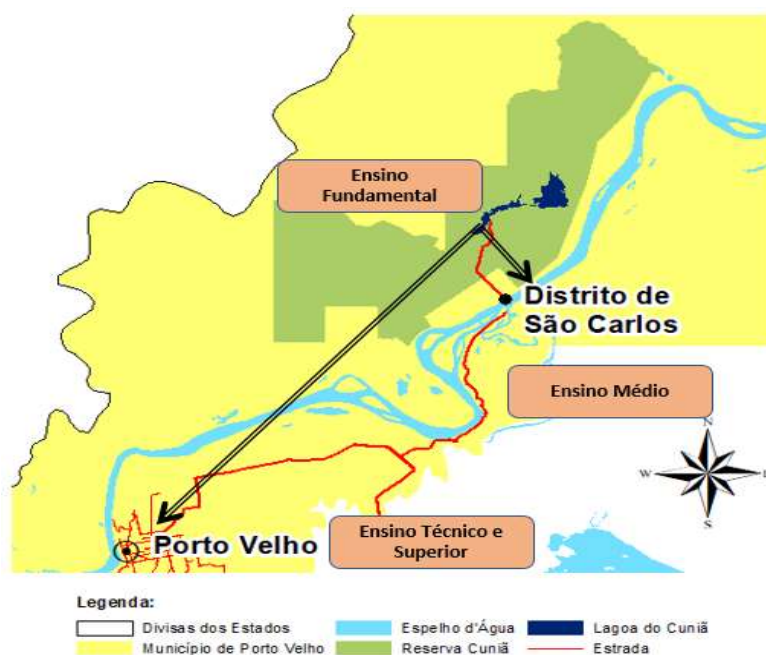 Ensino
Fundamental
Distrito de
São Carlos
Ensino Médio
N
W
S
Porto Velho
Ensino Técnico e
Superior
Legenda:
Divisas dos Estados
Espelho d'Água
Lagoa do Cuniã
Município de Porto Velho
Reserva Cuniã
Estrada